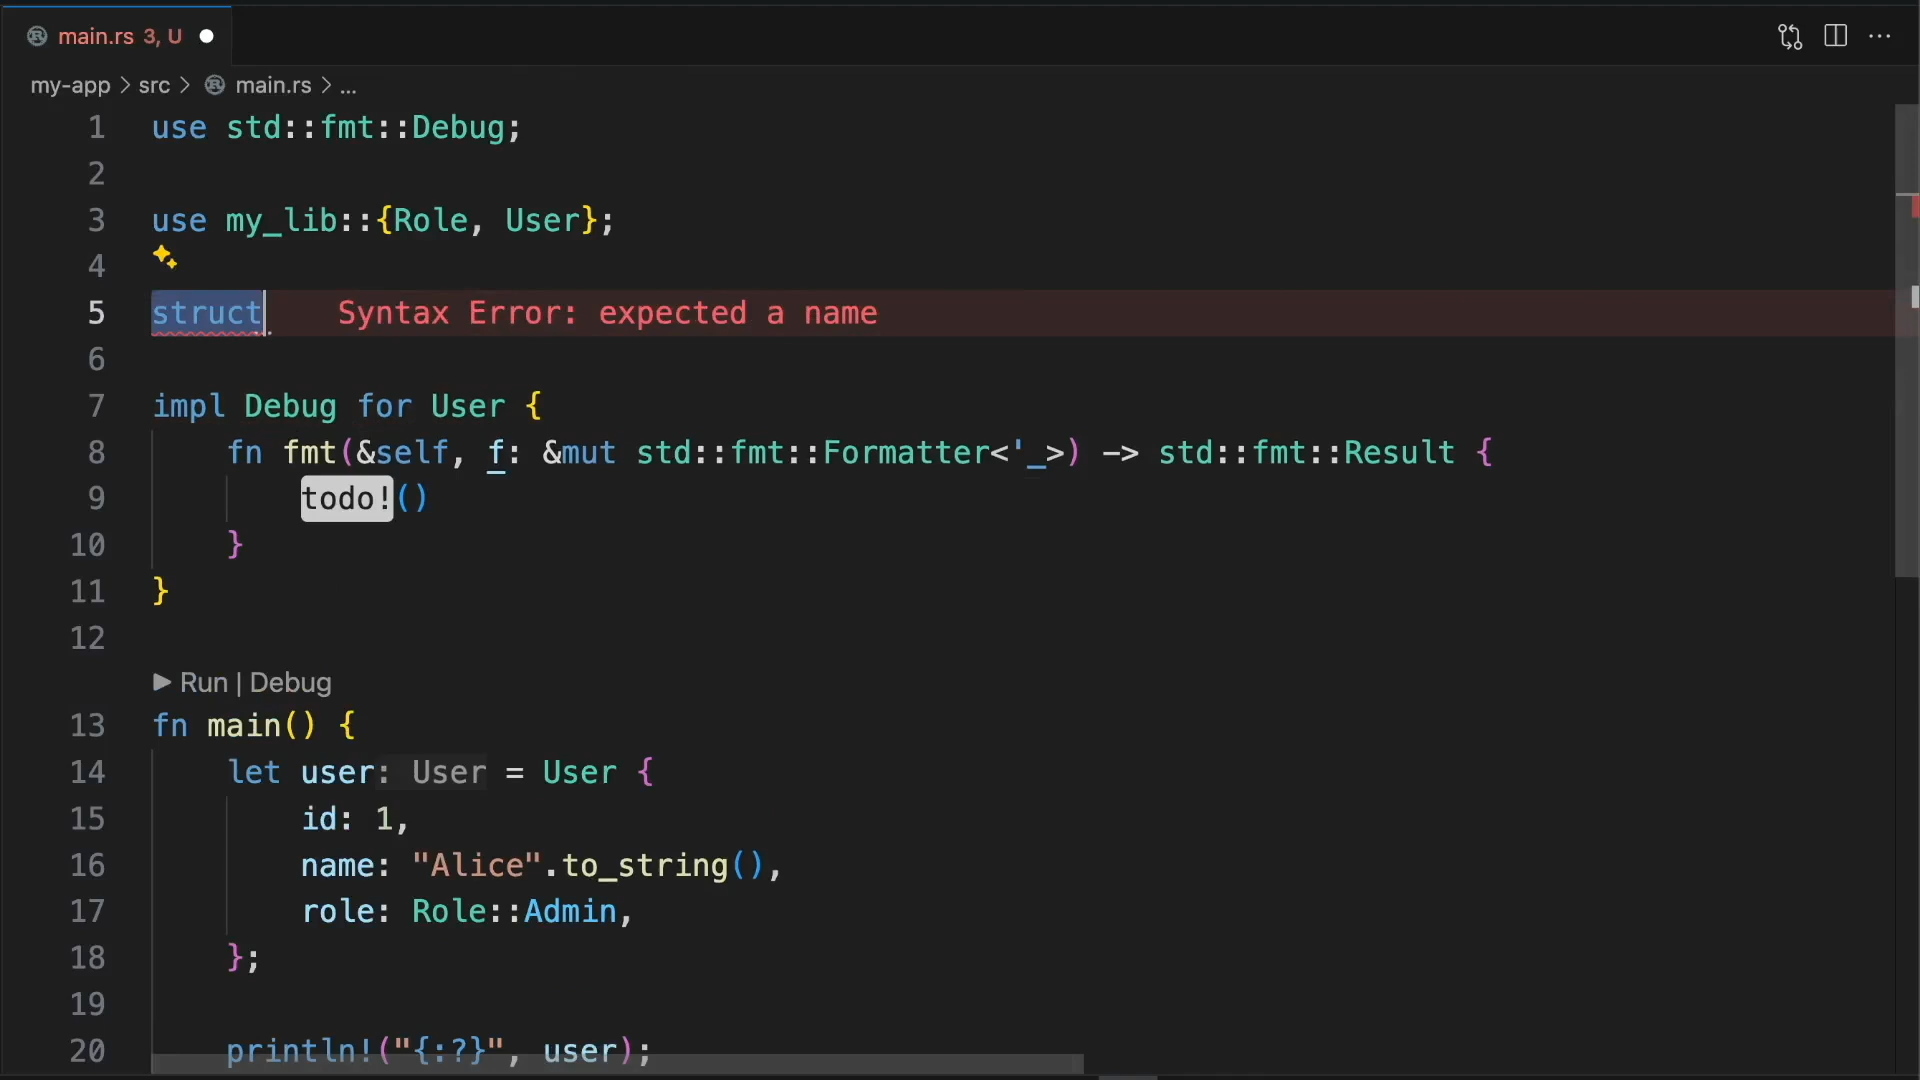 main.rs 3, U
my-app > src > main.rs > ...
1 use std::fmt::Debug;
2
3 use my_lib::{Role, User};
4
5 struct Syntax Error: expected a name
6
7 impl Debug for User {
8 fn fmt(&self, f: &mut std::fmt::Formatter<'_>) -> std::fmt::Result {
9 todo!()
10 }
11 }
12
▶ Run | Debug
13 fn main() {
14 let user: User = User {
15 id: 1,
16 name: "Alice".to_string(),
17 role: Role::Admin,
18 };
19
20 println!("{:?}", user);